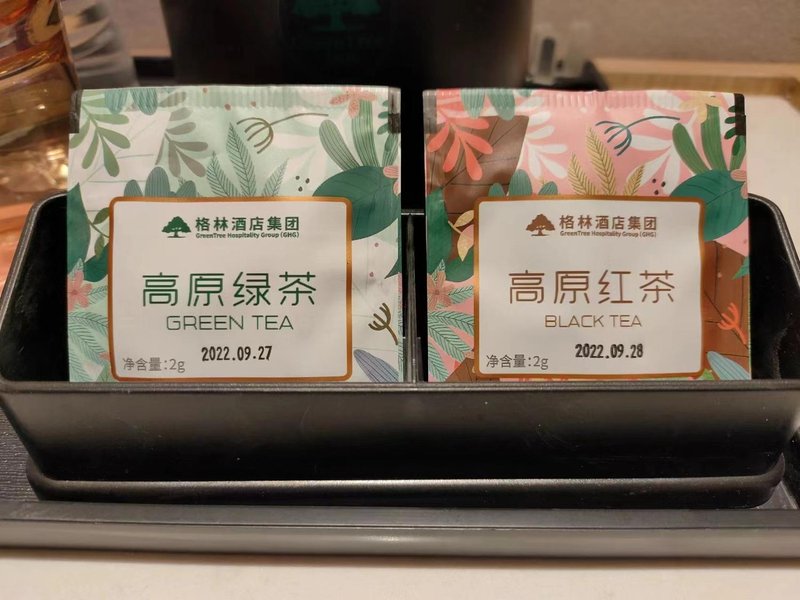 格林酒店集团
GreenTree Hospitality Group (GHG)
高原绿茶
GREEN TEA
2022.09.27
净含量:2g
格林酒店集团
GreenTree Hospitality Group (GHG)
高原红茶
BLACK TEA
2022.09.28
净含量:2g